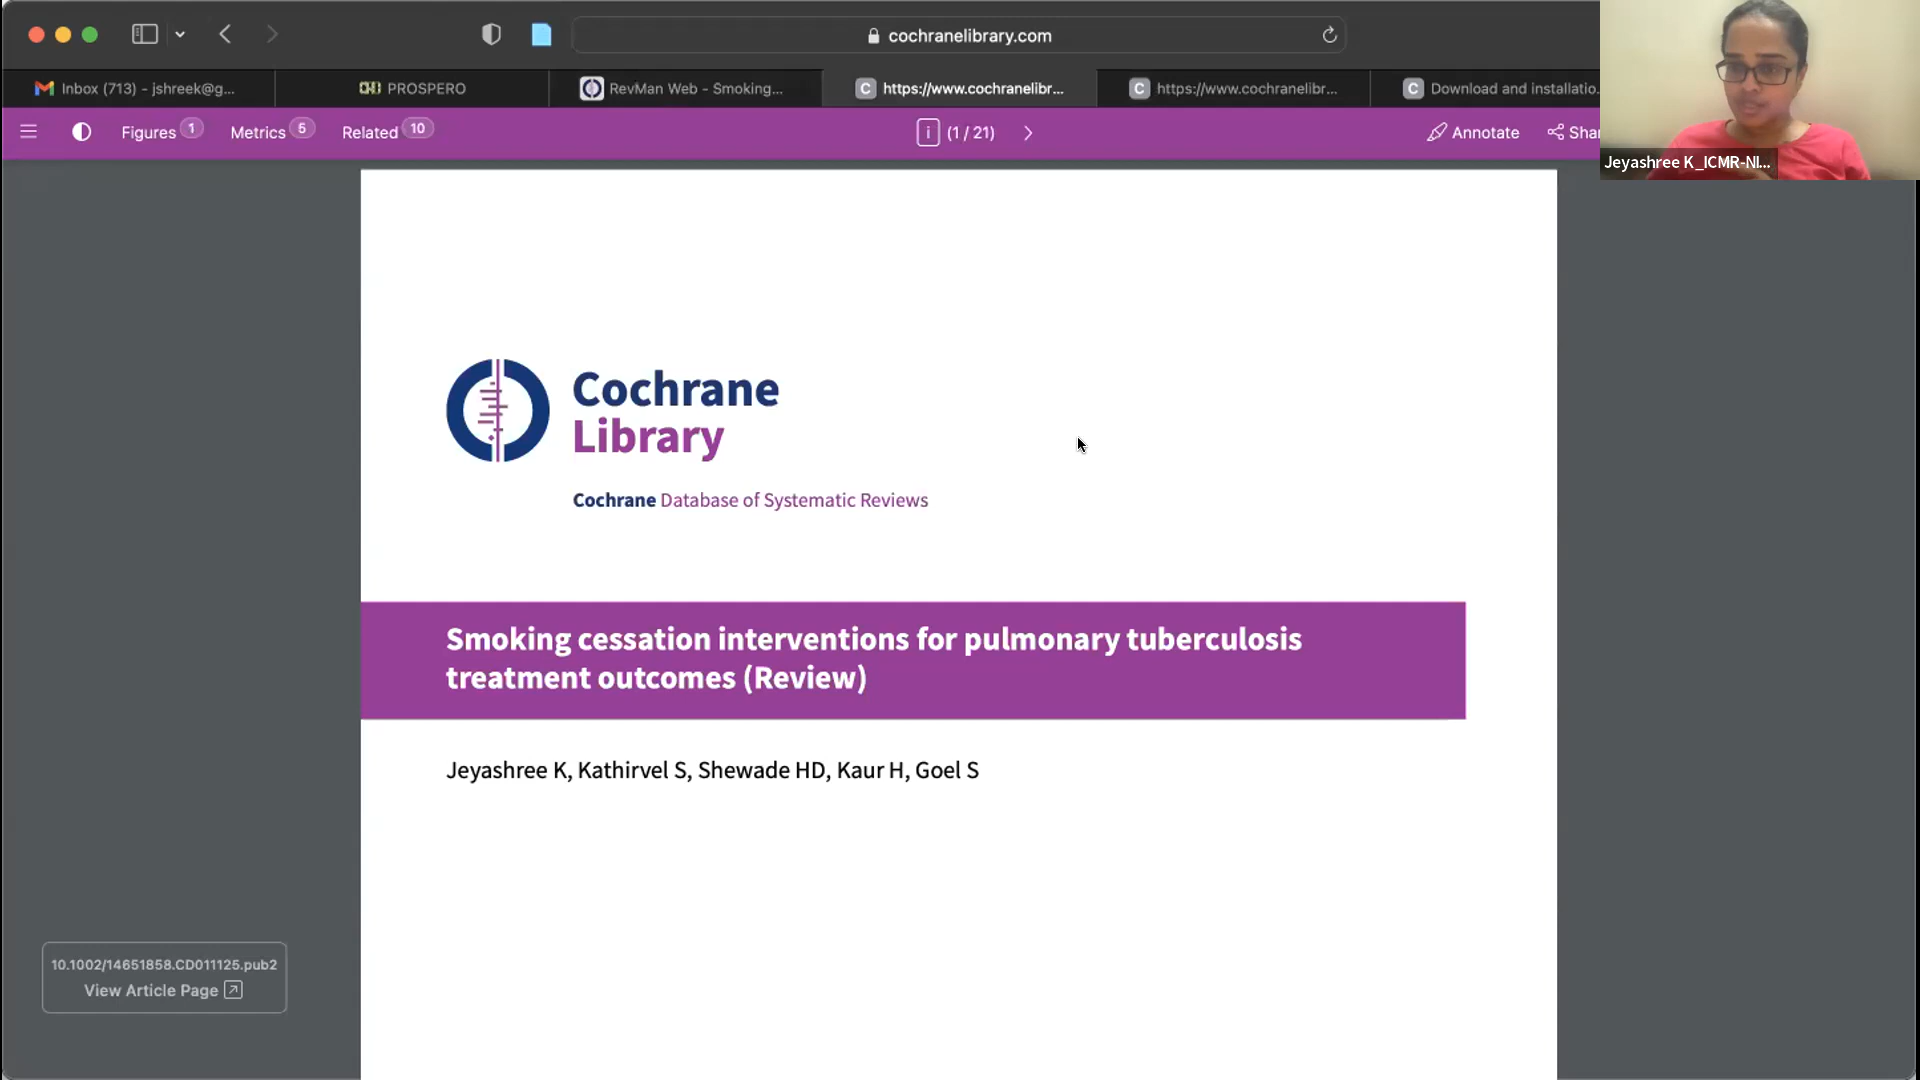 cochranelibrary.com
Inbox (713) - jshreek@g...
PROSPERO
RevMan Web - Smoking...
https://www.cochranelibr...
https://www.cochranelibr...
Download and installatio...
Figures 1
Metrics 5
Related 10
i (1 / 21)
Annotate
Shar
Jeyashree K_ICMR-NI...
Cochrane
Library
Cochrane Database of Systematic Reviews
Smoking cessation interventions for pulmonary tuberculosis
treatment outcomes (Review)
Jeyashree K, Kathirvel S, Shewade HD, Kaur H, Goel S
10.1002/14651858.CD011125.pub2
View Article Page